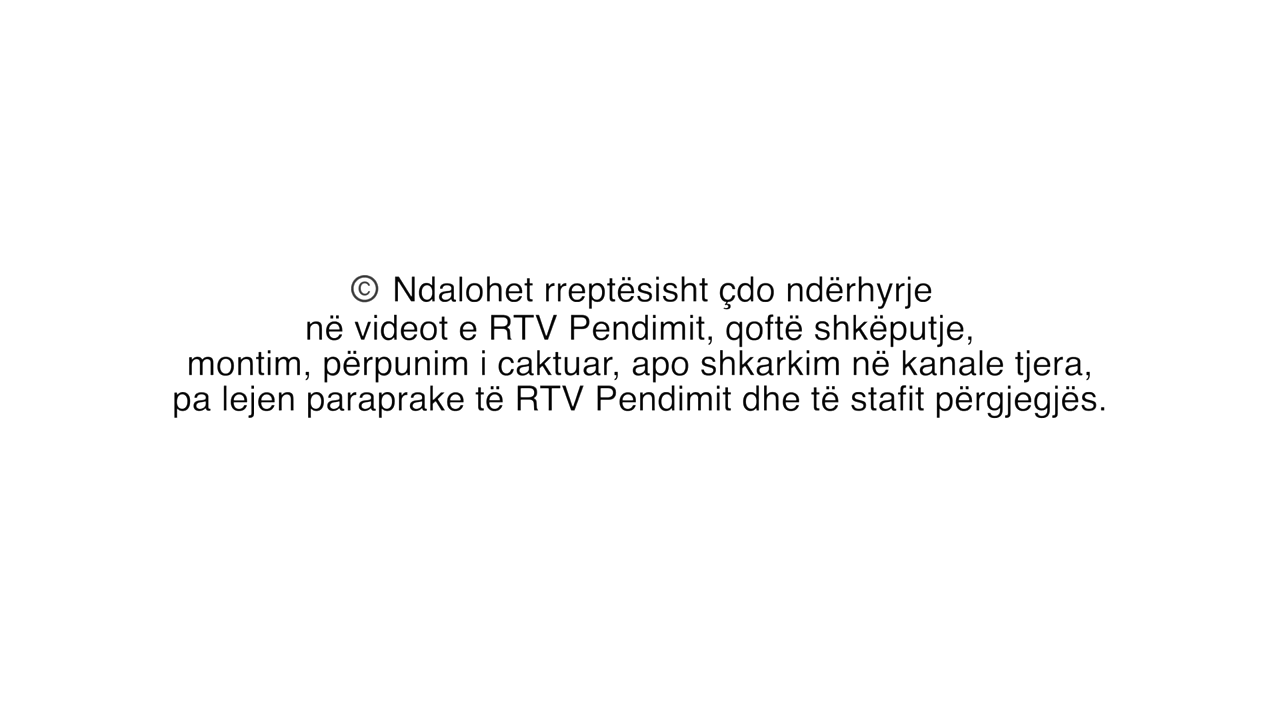 © Ndalohet rreptësisht çdo ndërhyrje
në videot e RTV Pendimit, qoftë shkëputje,
montim, përpunim i caktuar, apo shkarkim në kanale tjera,
pa lejen paraprake të RTV Pendimit dhe të stafit përgjegjës.